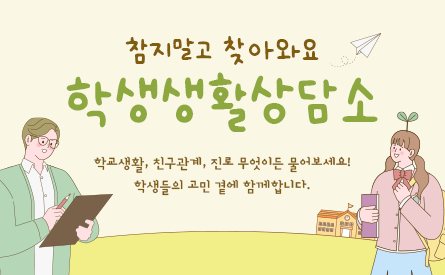 참지말고 찾아와요
학생생활상담소
학교생활, 친구관계, 진로 무엇이든 물어보세요!
학생들의 고민 곁에 함께합니다.